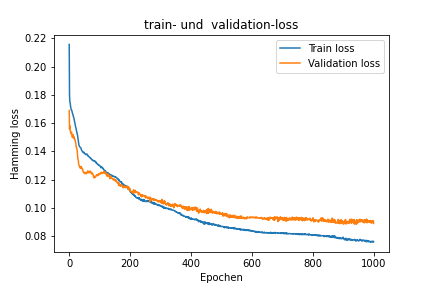 train- und  validation-loss
Train loss
Validation loss
Hamming loss
0.22
0.20
0.18
0.16
0.14
0.12
0.10
0.08
0
200
400
600
800
1000
Epochen